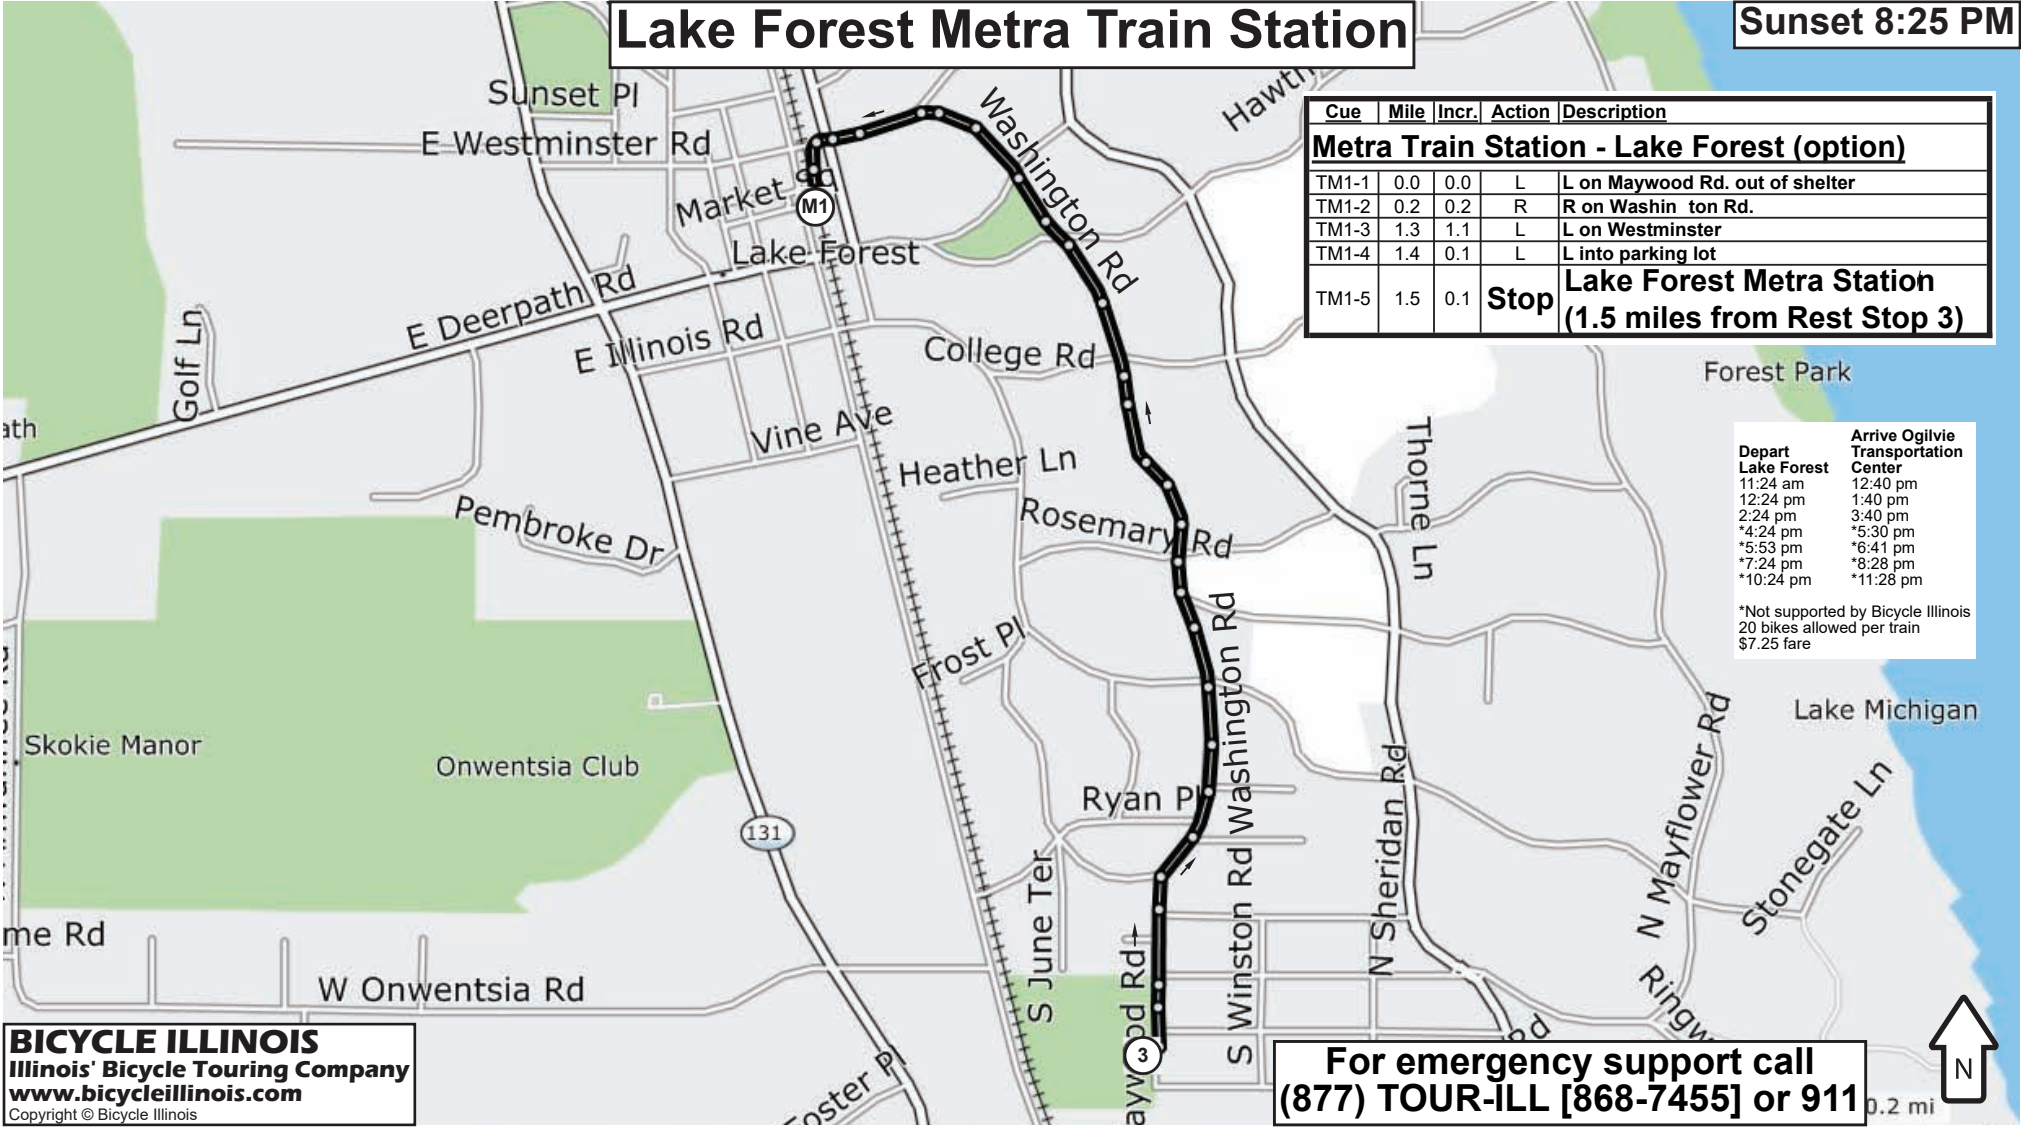 Lake Forest Metra Train Station
Sunset 8:25 PM
Cue Mile Incr. Action Description
Metra Train Station - Lake Forest (option)
TM1-1 0.0 0.0 L L on Maywood Rd. out of shelter
TM1-2 0.2 0.2 R R on Washin ton Rd.
TM1-3 1.3 1.1 L L on Westminster
TM1-4 1.4 0.1 L L into parking lot
TM1-5 1.5 0.1 Stop Lake Forest Metra Station
(1.5 miles from Rest Stop 3)
Sunset Pl
E Westminster Rd
Market Sq
M1
Lake Forest
E Deerpath Rd
E Illinois Rd
Golf Ln
ath
Washington Rd
Hawth
College Rd
Vine Ave
Heather Ln
Rosemary Rd
Pembroke Dr
Thorne Ln
Forest Park
Depart
Lake Forest
Arrive Ogilvie
Transportation
Center
11:24 am 12:40 pm
12:24 pm 1:40 pm
2:24 pm 3:40 pm
*4:24 pm *5:30 pm
*5:53 pm *6:41 pm
*7:24 pm *8:28 pm
*10:24 pm *11:28 pm
*Not supported by Bicycle Illinois
20 bikes allowed per train
$7.25 fare
Frost Pl
Washington Rd
Lake Michigan
Skokie Manor
Onwentsia Club
Ryan Pl
131
N Sheridan Rd
N Mayflower Rd
Stonegate Ln
S June Ter
S Winston Rd
me Rd
W Onwentsia Rd
aywood Rd
Ringw
Rd
3
Foster Pl
BICYCLE ILLINOIS
Illinois' Bicycle Touring Company
www.bicycleillinois.com
Copyright © Bicycle Illinois
For emergency support call
(877) TOUR-ILL [868-7455] or 911
0.2 mi
N